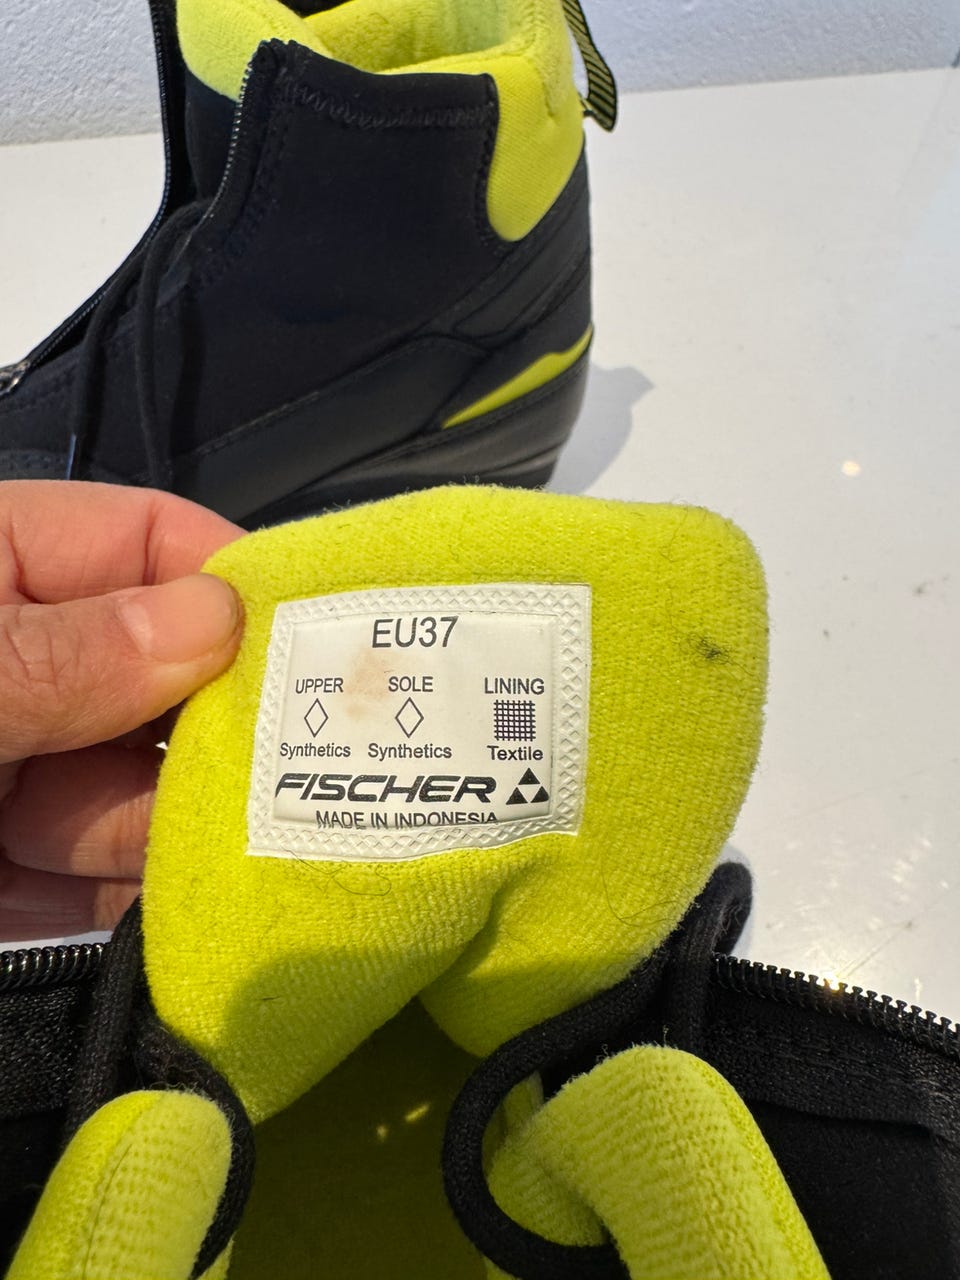 EU37
UPPER SOLE LINING
Synthetics Synthetics Textile
FISCHER
MADE IN INDONESIA